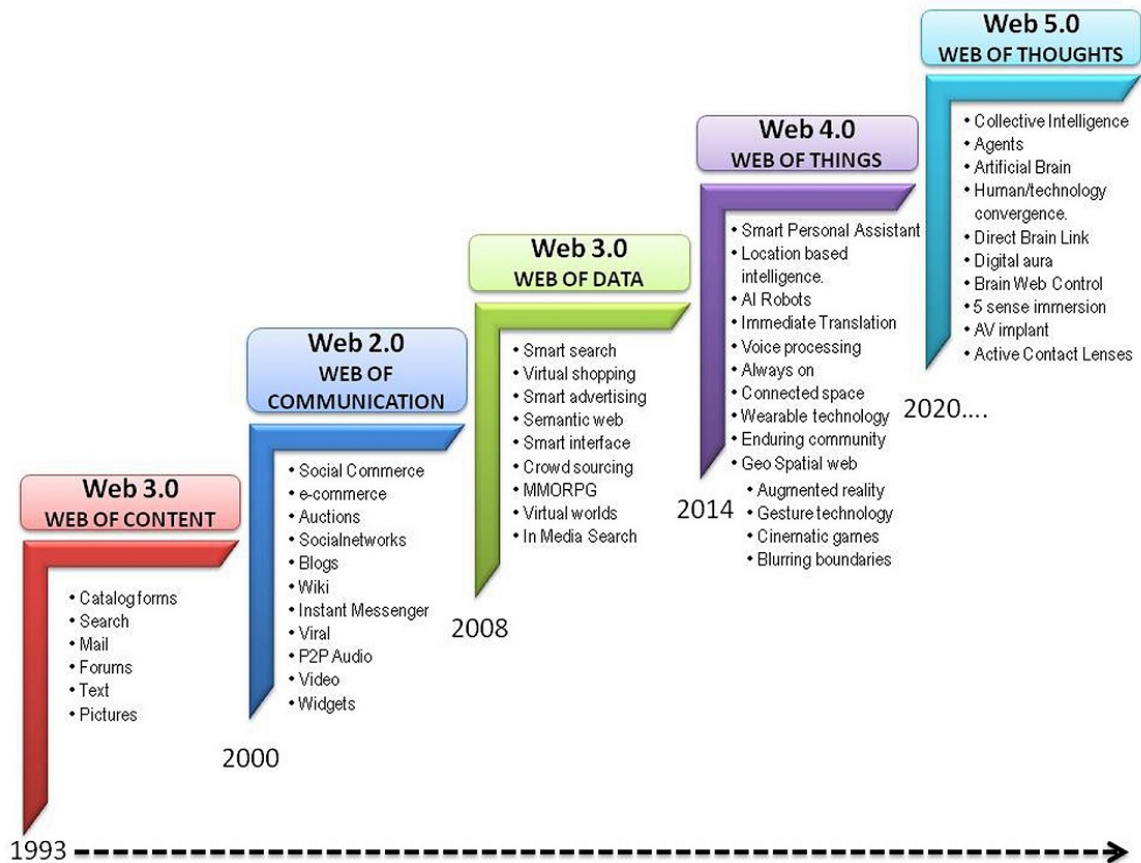 Web 3.0
WEB OF CONTENT
• Catalog forms
• Search
• Mail
• Forums
• Text
• Pictures
1993
Web 2.0
WEB OF
COMMUNICATION
• Social Commerce
• e-commerce
• Auctions
• Socialnetworks
• Blogs
• Wiki
• Instant Messenger
• Viral
• P2P Audio
• Video
• Widgets
2000
Web 3.0
WEB OF DATA
• Smart search
• Virtual shopping
• Smart advertising
• Semantic web
• Smart interface
• Crowd sourcing
• MMORPG
• Virtual worlds
• In Media Search
2008
Web 4.0
WEB OF THINGS
• Smart Personal Assistant
• Location based
intelligence.
• AI Robots
• Immediate Translation
• Voice processing
• Always on
• Connected space
• Wearable technology
• Enduring community
• Geo Spatial web
• Augmented reality
• Gesture technology
• Cinematic games
• Blurring boundaries
2014
Web 5.0
WEB OF THOUGHTS
• Collective Intelligence
• Agents
• Artificial Brain
• Human/technology
convergence.
• Direct Brain Link
• Digital aura
• Brain Web Control
• 5 sense immersion
• AV implant
• Active Contact Lenses
2020....